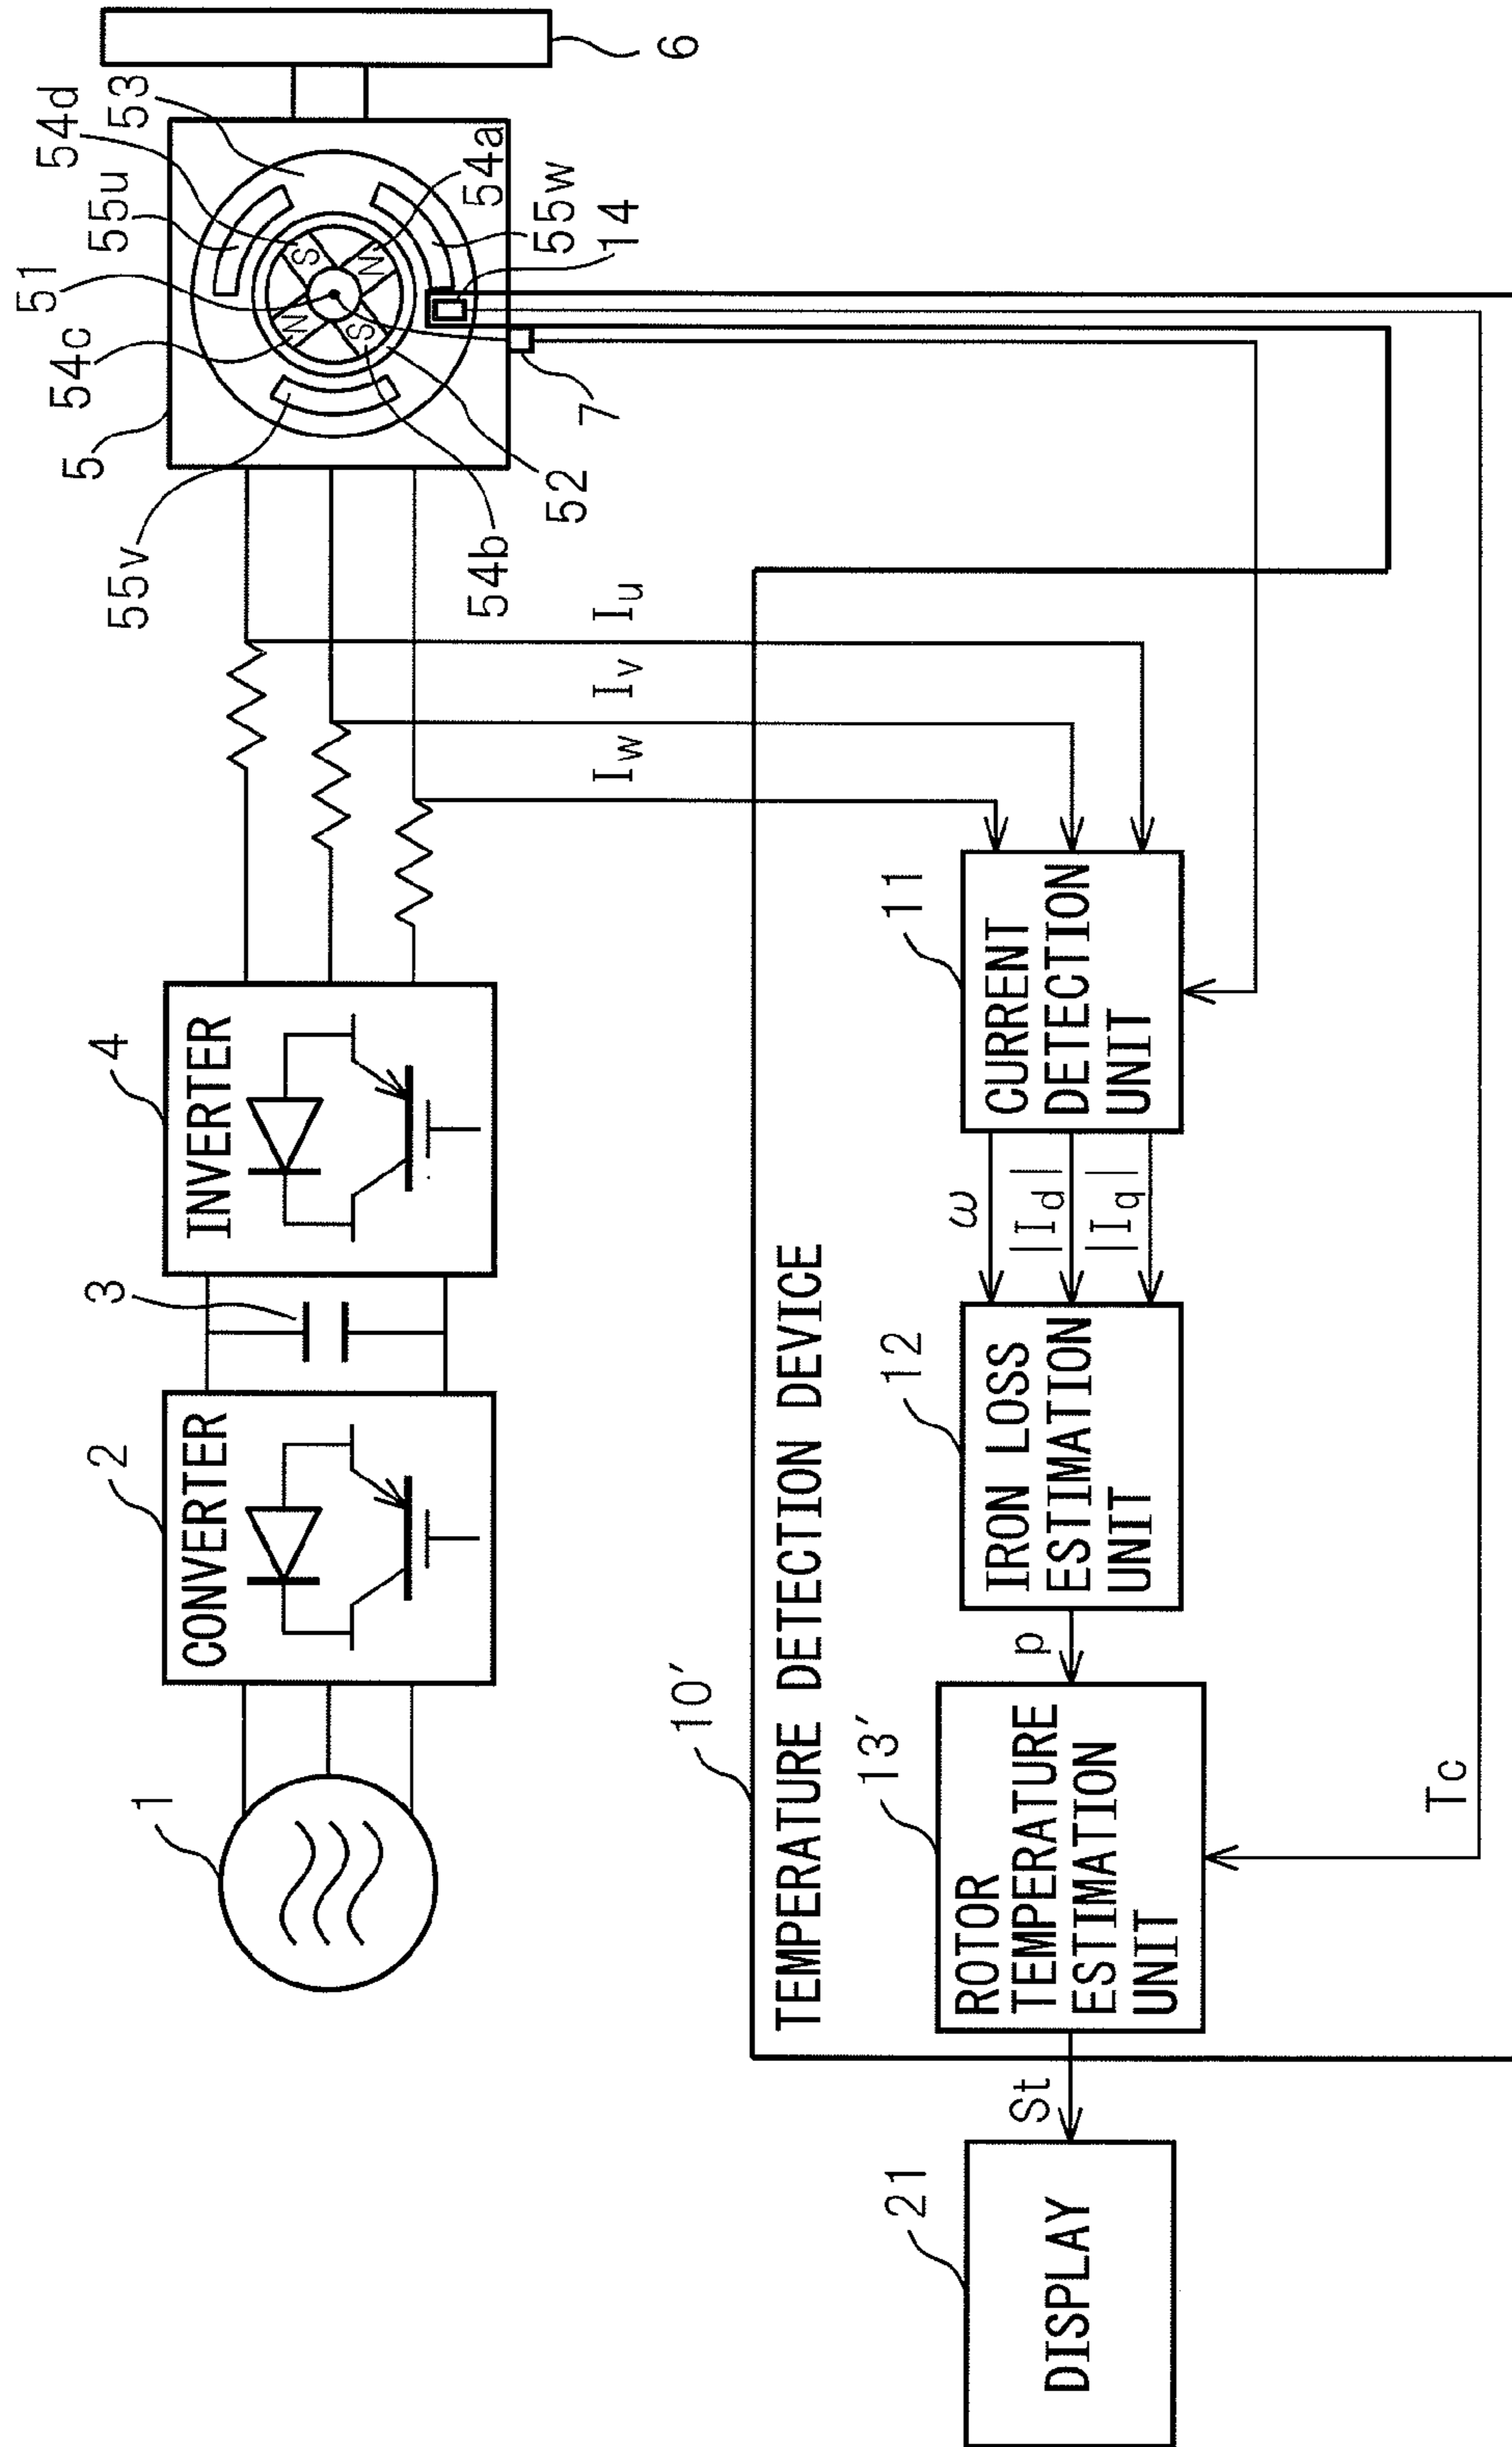 1
2
CONVERTER
3
4
INVERTER
5
51
52
53
54a
54b
54c
54d
55u
55v
55w
N
S
N
S
14
6
7
Iu
Iv
Iw
10′
TEMPERATURE DETECTION DEVICE
11
CURRENT
DETECTION
UNIT
ω
|Id|
|Iq|
12
IRON LOSS
ESTIMATION
UNIT
p
13′
ROTOR
TEMPERATURE
ESTIMATION
UNIT
Tc
St
21
DISPLAY